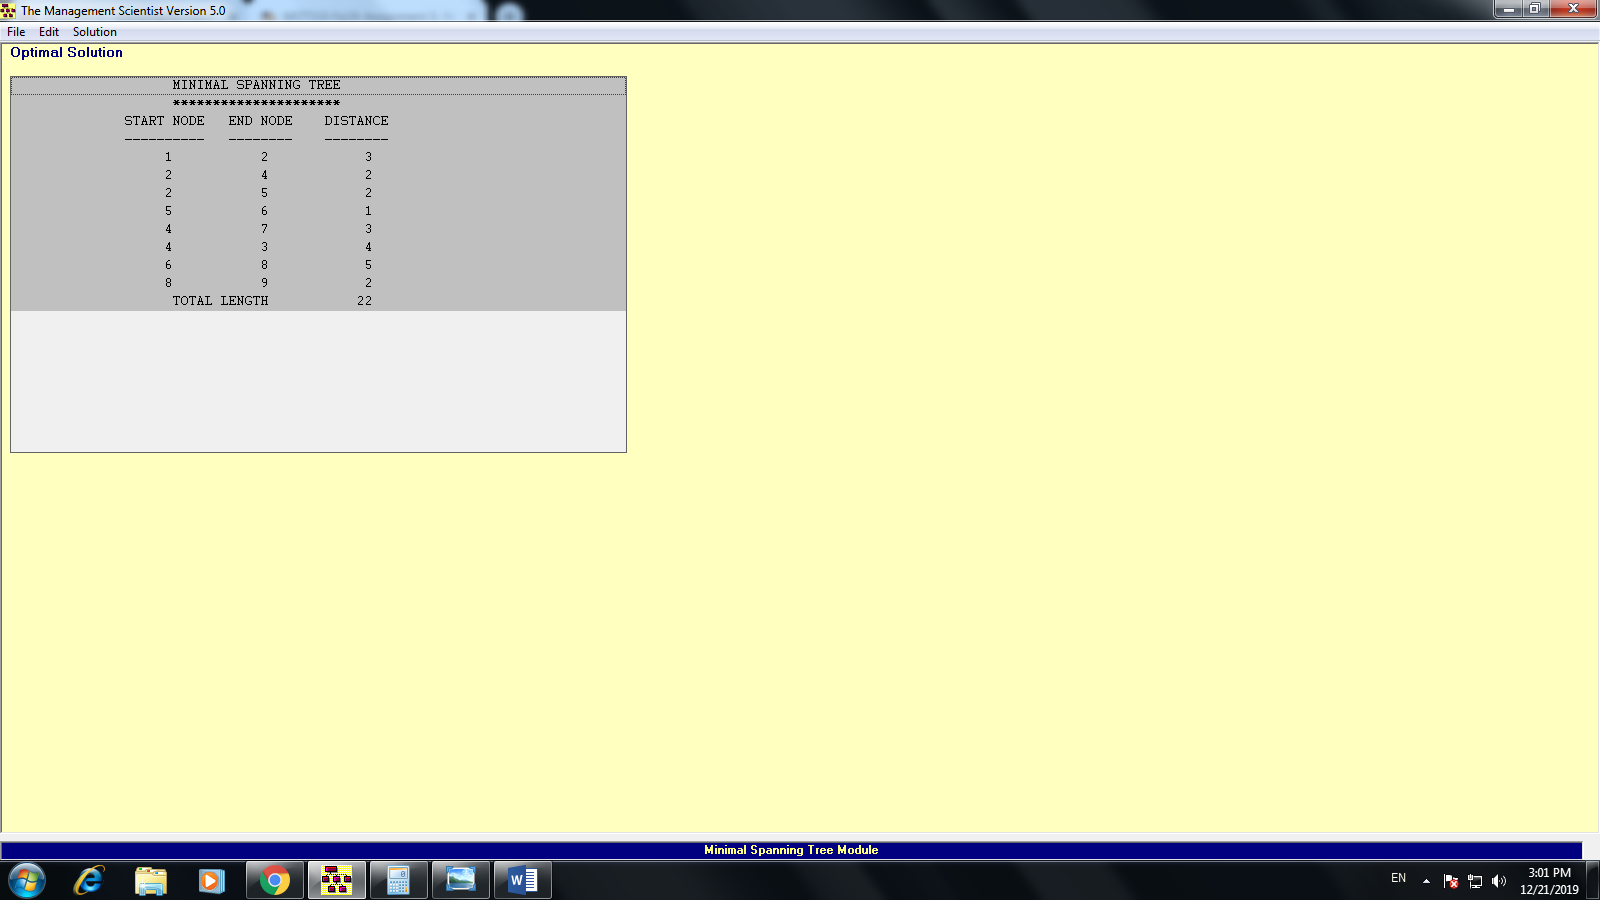 The Management Scientist Version 5.0
File Edit Solution
Optimal Solution
MINIMAL SPANNING TREE
*********************
START NODE END NODE DISTANCE
---------- -------- --------
1 2 3
2 4 2
2 5 2
5 6 1
4 7 3
4 3 4
6 8 5
8 9 2
TOTAL LENGTH 22
Minimal Spanning Tree Module
EN
3:01 PM
12/21/2019